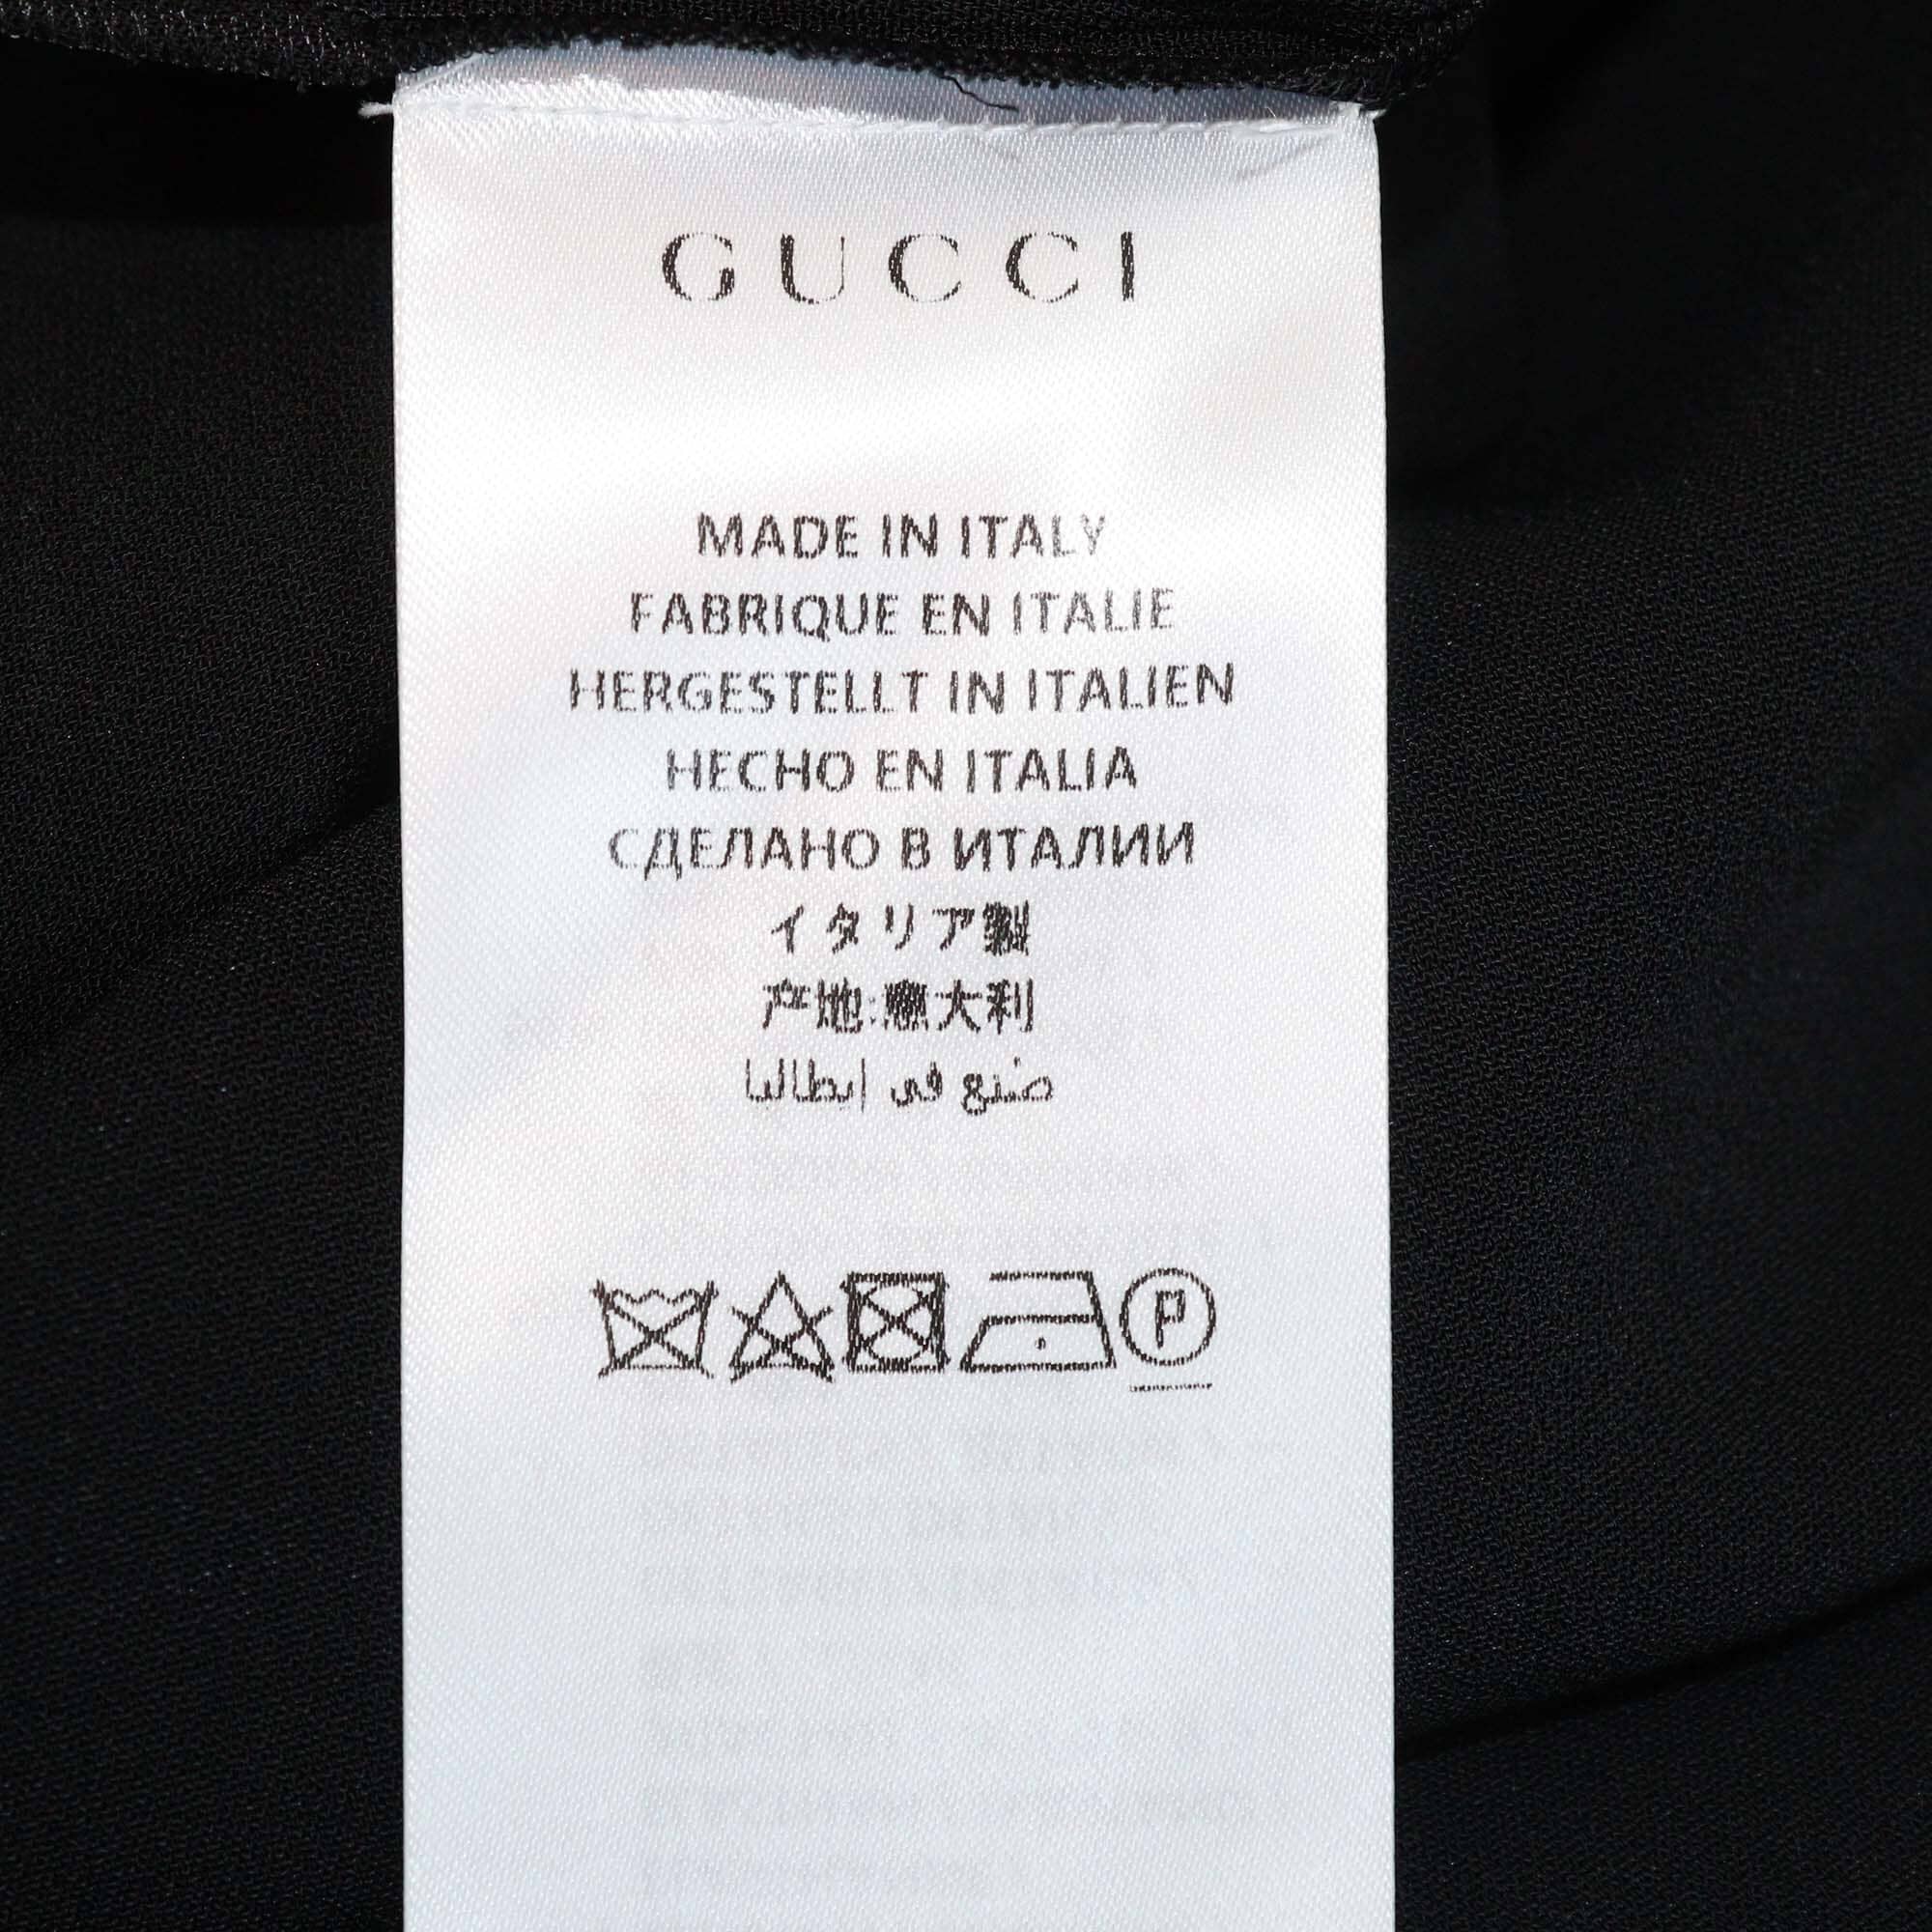 GUCCI
MADE IN ITALY
FABRIQUE EN ITALIE
HERGESTELLT IN ITALIEN
HECHO EN ITALIA
СДЕЛАНО В ИТАЛИИ
イタリア製
产地:意大利
صُنع في إيطاليا
P